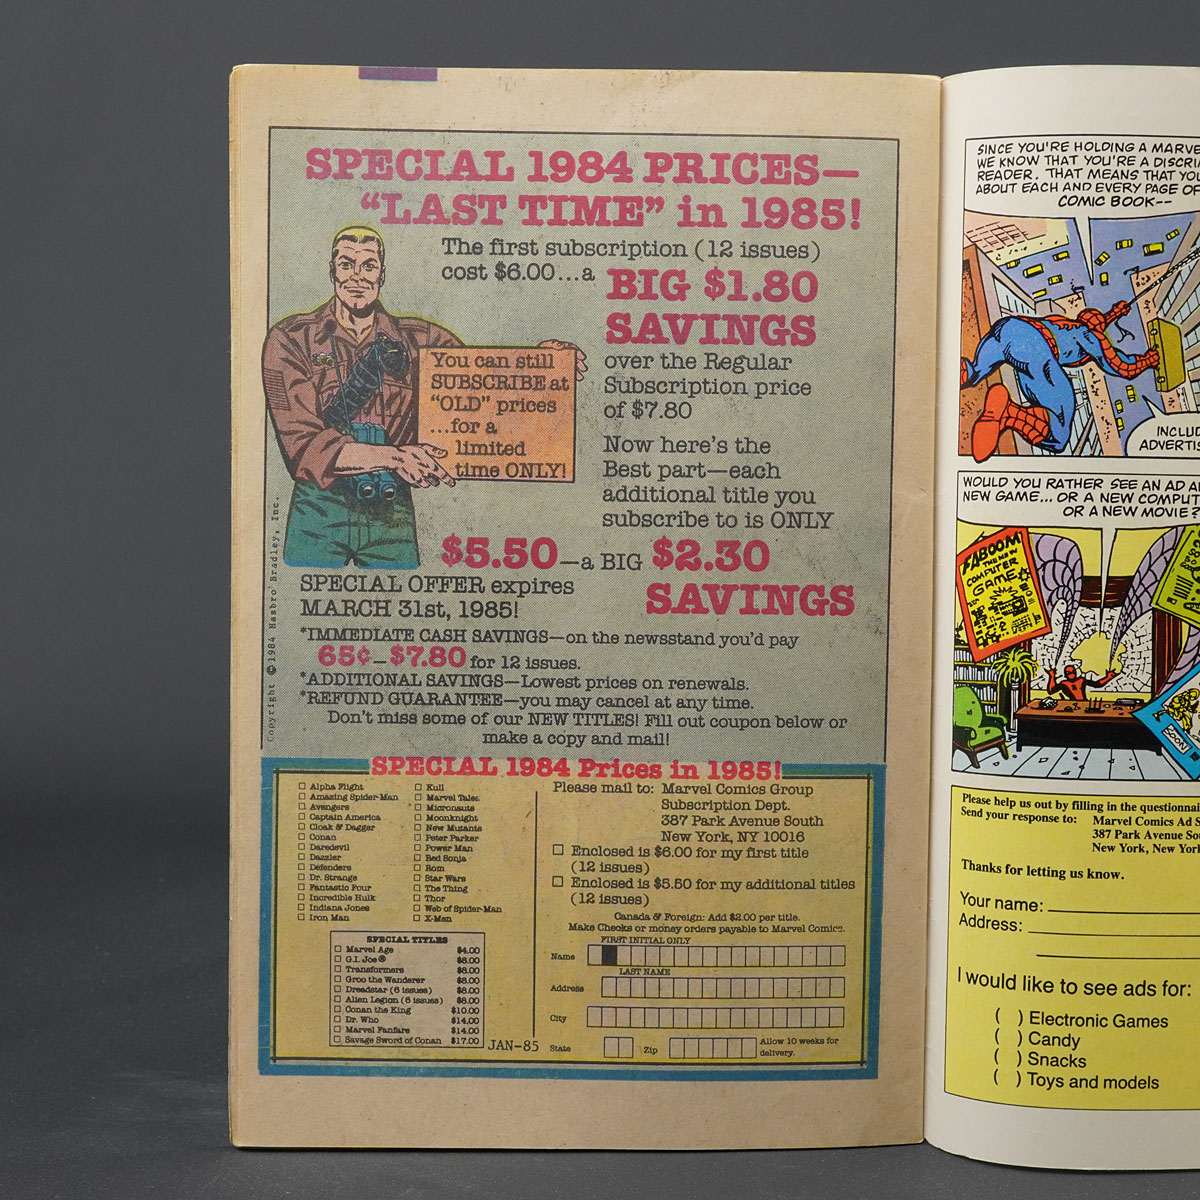 SPECIAL 1984 PRICES—
“LAST TIME” in 1985!
The first subscription (12 issues)
cost $6.00...a BIG $1.80
SAVINGS
over the Regular
Subscription price
of $7.80
You can still
SUBSCRIBE at
“OLD” prices
...for a
limited
time ONLY!
Now here's the
Best part—each
additional title you
subscribe to is ONLY
$5.50—a BIG $2.30
SAVINGS
SPECIAL OFFER expires
MARCH 31st, 1985!
*IMMEDIATE CASH SAVINGS—on the newsstand you'd pay
65¢—$7.80 for 12 issues.
*ADDITIONAL SAVINGS—Lowest prices on renewals.
*REFUND GUARANTEE—you may cancel at any time.
Don't miss some of our NEW TITLES! Fill out coupon below or
make a copy and mail!
Copyright © 1984 Hasbro Bradley, Inc.
SPECIAL 1984 Prices in 1985!
Alpha Flight
Amazing Spider-Man
Avengers
Captain America
Cloak & Dagger
Conan
Daredevil
Dazzler
Defenders
Dr. Strange
Fantastic Four
Incredible Hulk
Indiana Jones
Iron Man
Kull
Marvel Tales
Micronauts
Moonknight
New Mutants
Peter Parker
Power Man
Red Sonja
Rom
Star Wars
The Thing
Thor
Web of Spider-Man
X-Men
SPECIAL TITLES
Marvel Age $4.00
G.I. Joe® $8.00
Transformers $8.00
Groo the Wanderer $8.00
Dreadstar (6 issues) $8.00
Alien Legion (6 issues) $8.00
Conan the King $10.00
Dr. Who $14.00
Marvel Fanfare $14.00
Savage Sword of Conan $17.00
JAN-85
Please mail to: Marvel Comics Group
Subscription Dept.
387 Park Avenue South
New York, NY 10016
Enclosed is $6.00 for my first title
(12 issues)
Enclosed is $5.50 for my additional titles
(12 issues)
Canada & Foreign: Add $2.00 per title.
Make Checks or money orders payable to Marvel Comics.
FIRST INITIAL ONLY
Name
LAST NAME
Address
City
State Zip Allow 10 weeks for
delivery.
SINCE YOU'RE HOLDING A MARVE
WE KNOW THAT YOU'RE A DISCRI
READER. THAT MEANS THAT YOU
ABOUT EACH AND EVERY PAGE OF
COMIC BOOK--
INCLUD
ADVERTIS
WOULD YOU RATHER SEE AN AD A
NEW GAME... OR A NEW COMPUT
OR A NEW MOVIE?
FABOOM
THE NEW
COMPUTER
GAME
SOON!
Please help us out by filling in the questionnai
Send your response to: Marvel Comics Ad S
387 Park Avenue Sou
New York, New York
Thanks for letting us know.
Your name:
Address:
I would like to see ads for:
( ) Electronic Games
( ) Candy
( ) Snacks
( ) Toys and models